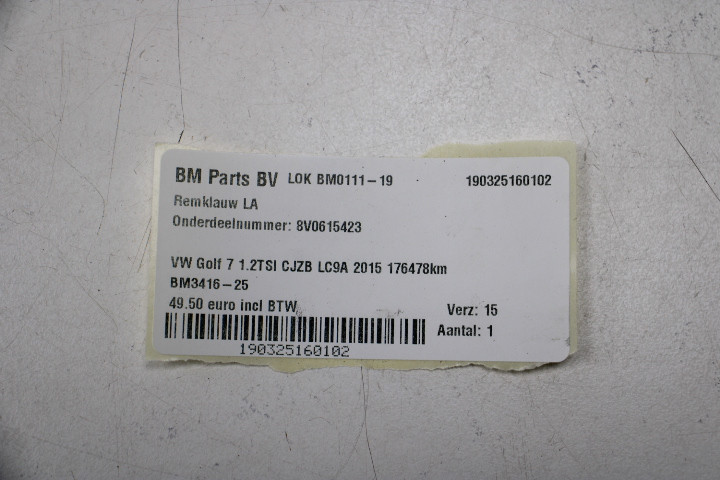 BM Parts BV LOK BM0111-19 190325160102
Remklauw LA
Onderdeelnummer: 8V0615423
VW Golf 7 1.2TSI CJZB LC9A 2015 176478km
BM3416-25
49.50 euro incl BTW Verz: 15
Aantal: 1
190325160102